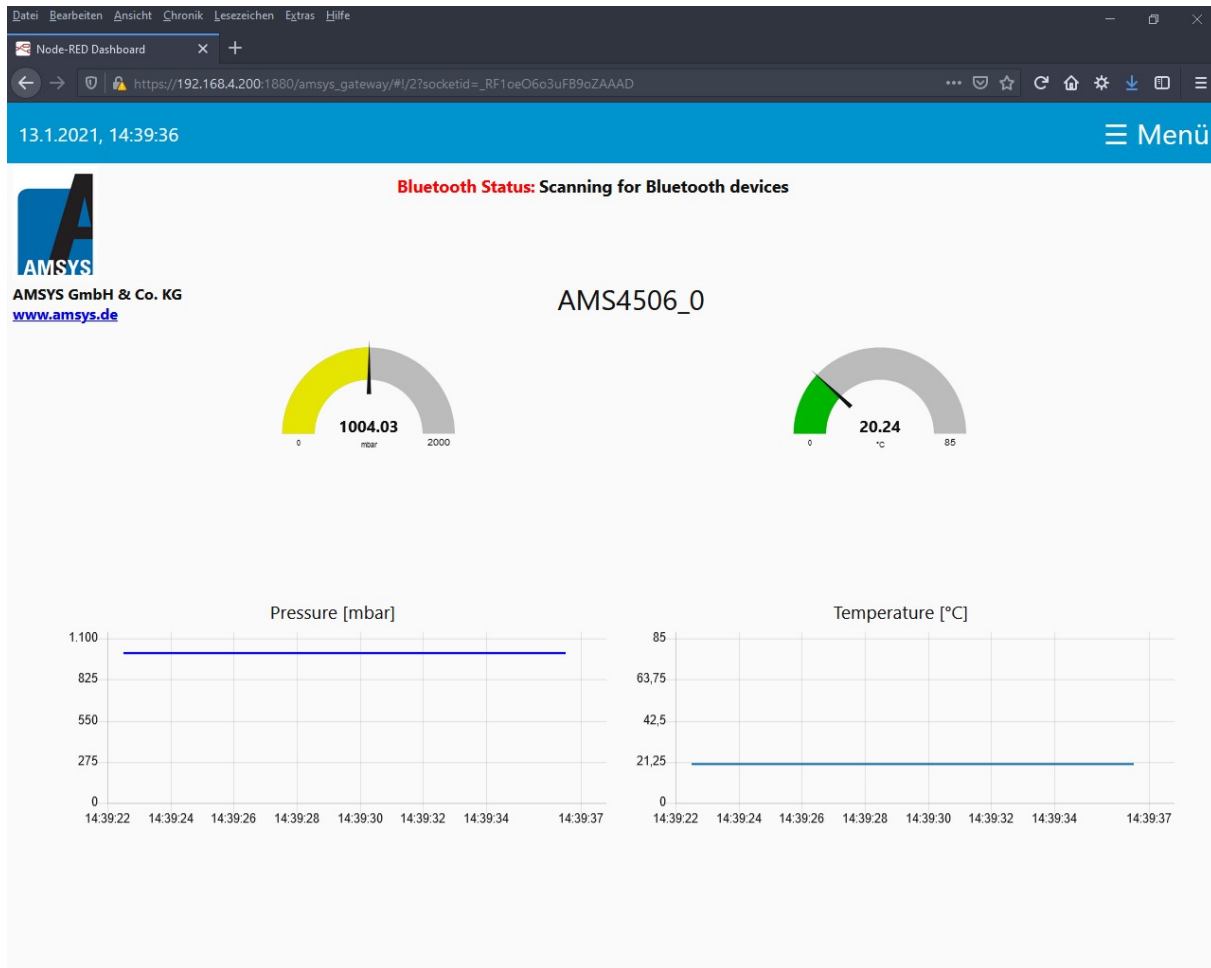 Datei Bearbeiten Ansicht Chronik Lesezeichen Extras Hilfe
Node-RED Dashboard
https://192.168.4.200:1880/amsys_gateway/#!/2?socketid=_RF1oeO6o3uFB9oZAAAD
13.1.2021, 14:39:36
☰ Menü
Bluetooth Status: Scanning for Bluetooth devices
AMSYS
AMSYS GmbH & Co. KG
www.amsys.de
AMS4506_0
1004.03
0 mbar 2000
20.24
0 °C 85
Pressure [mbar]
1.100
825
550
275
0
14:39:22 14:39:24 14:39:26 14:39:28 14:39:30 14:39:32 14:39:34 14:39:37
Temperature [°C]
85
63,75
42,5
21,25
0
14:39:22 14:39:24 14:39:26 14:39:28 14:39:30 14:39:32 14:39:34 14:39:37